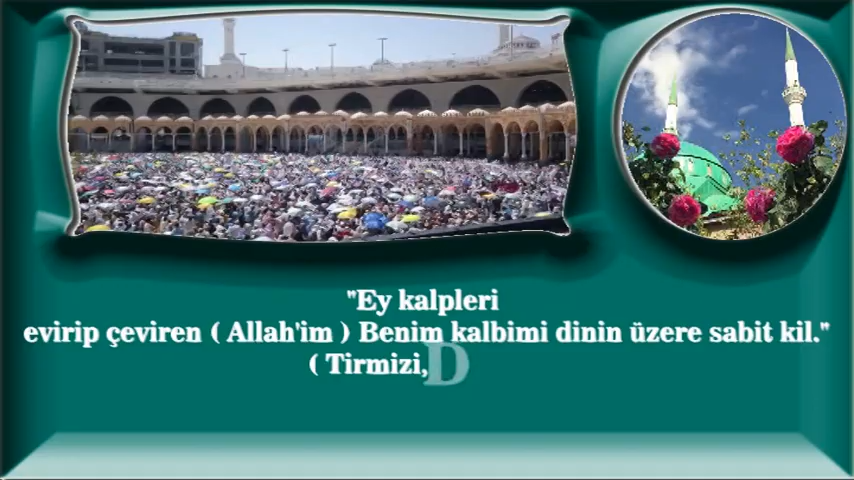 "Ey kalpleri
evirip çeviren ( Allah'im ) Benim kalbimi dinin üzere sabit kil."
( Tirmizi, D